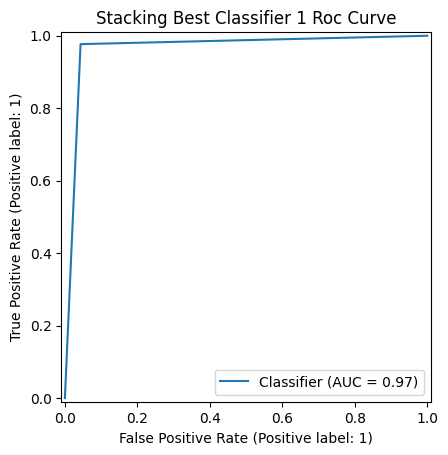 Stacking Best Classifier 1 Roc Curve
1.0
0.8
0.6
0.4
0.2
0.0
True Positive Rate (Positive label: 1)
Classifier (AUC = 0.97)
0.0 0.2 0.4 0.6 0.8 1.0
False Positive Rate (Positive label: 1)